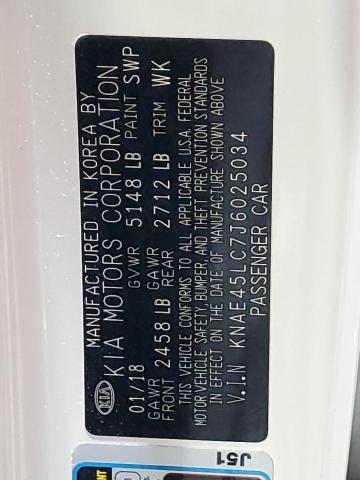 MANUFACTURED IN KOREA BY
KIA KIA MOTORS CORPORATION
01/18 GVWR 5148 LB PAINT SWP
GAWR FRONT 2458 LB GAWR REAR 2712 LB TRIM WK
THIS VEHICLE CONFORMS TO ALL APPLICABLE U.S.A. FEDERAL
MOTOR VEHICLE SAFETY, BUMPER, AND THEFT PREVENTION STANDARDS
IN EFFECT ON THE DATE OF MANUFACTURE SHOWN ABOVE
V.I.N KNAE45LC7J6025034
PASSENGER CAR
J51